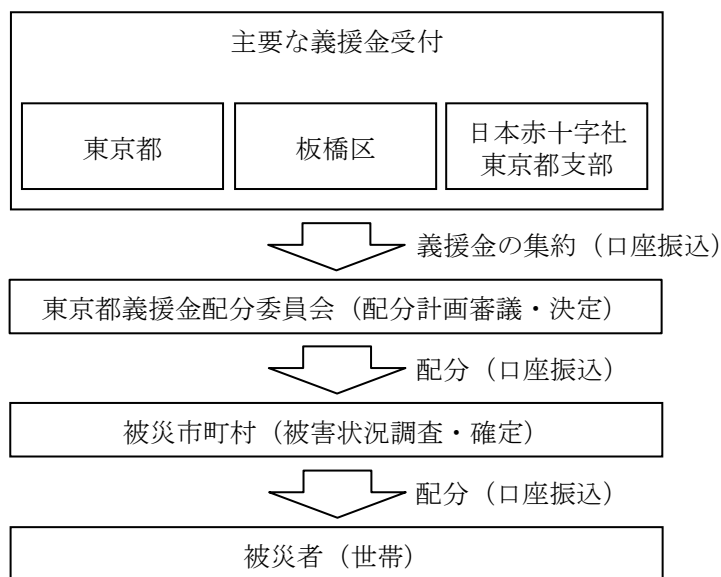 主要な義援金受付
東京都
板橋区
日本赤十字社
東京都支部
義援金の集約（口座振込）
東京都義援金配分委員会（配分計画審議・決定）
配分（口座振込）
被災市町村（被害状況調査・確定）
配分（口座振込）
被災者（世帯）